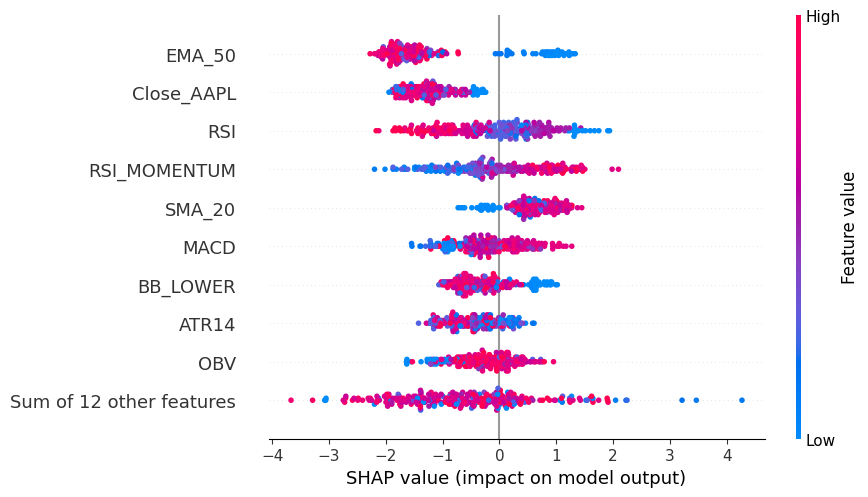 High
EMA_50
Close_AAPL
RSI
RSI_MOMENTUM
SMA_20
MACD
BB_LOWER
ATR14
OBV
Sum of 12 other features
Feature value
Low
−4 −3 −2 −1 0 1 2 3 4
SHAP value (impact on model output)